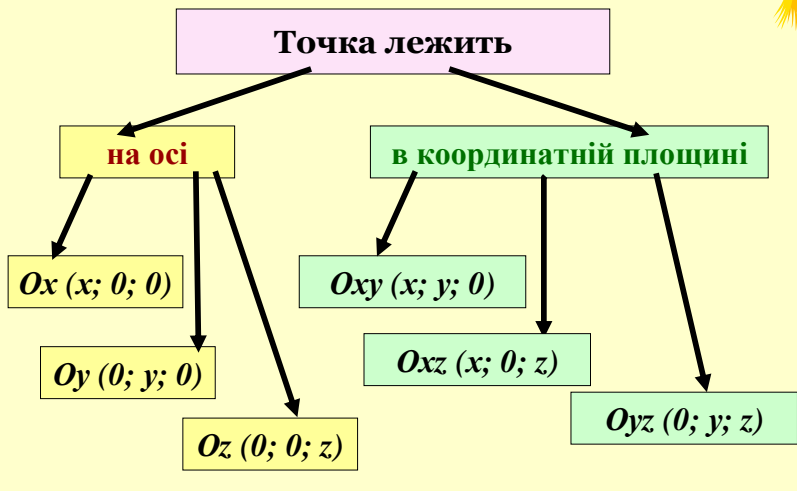 Точка лежить
на осі
в координатній площині
Ox (x; 0; 0)
Oxy (x; y; 0)
Oy (0; y; 0)
Oxz (x; 0; z)
Oz (0; 0; z)
Oyz (0; y; z)